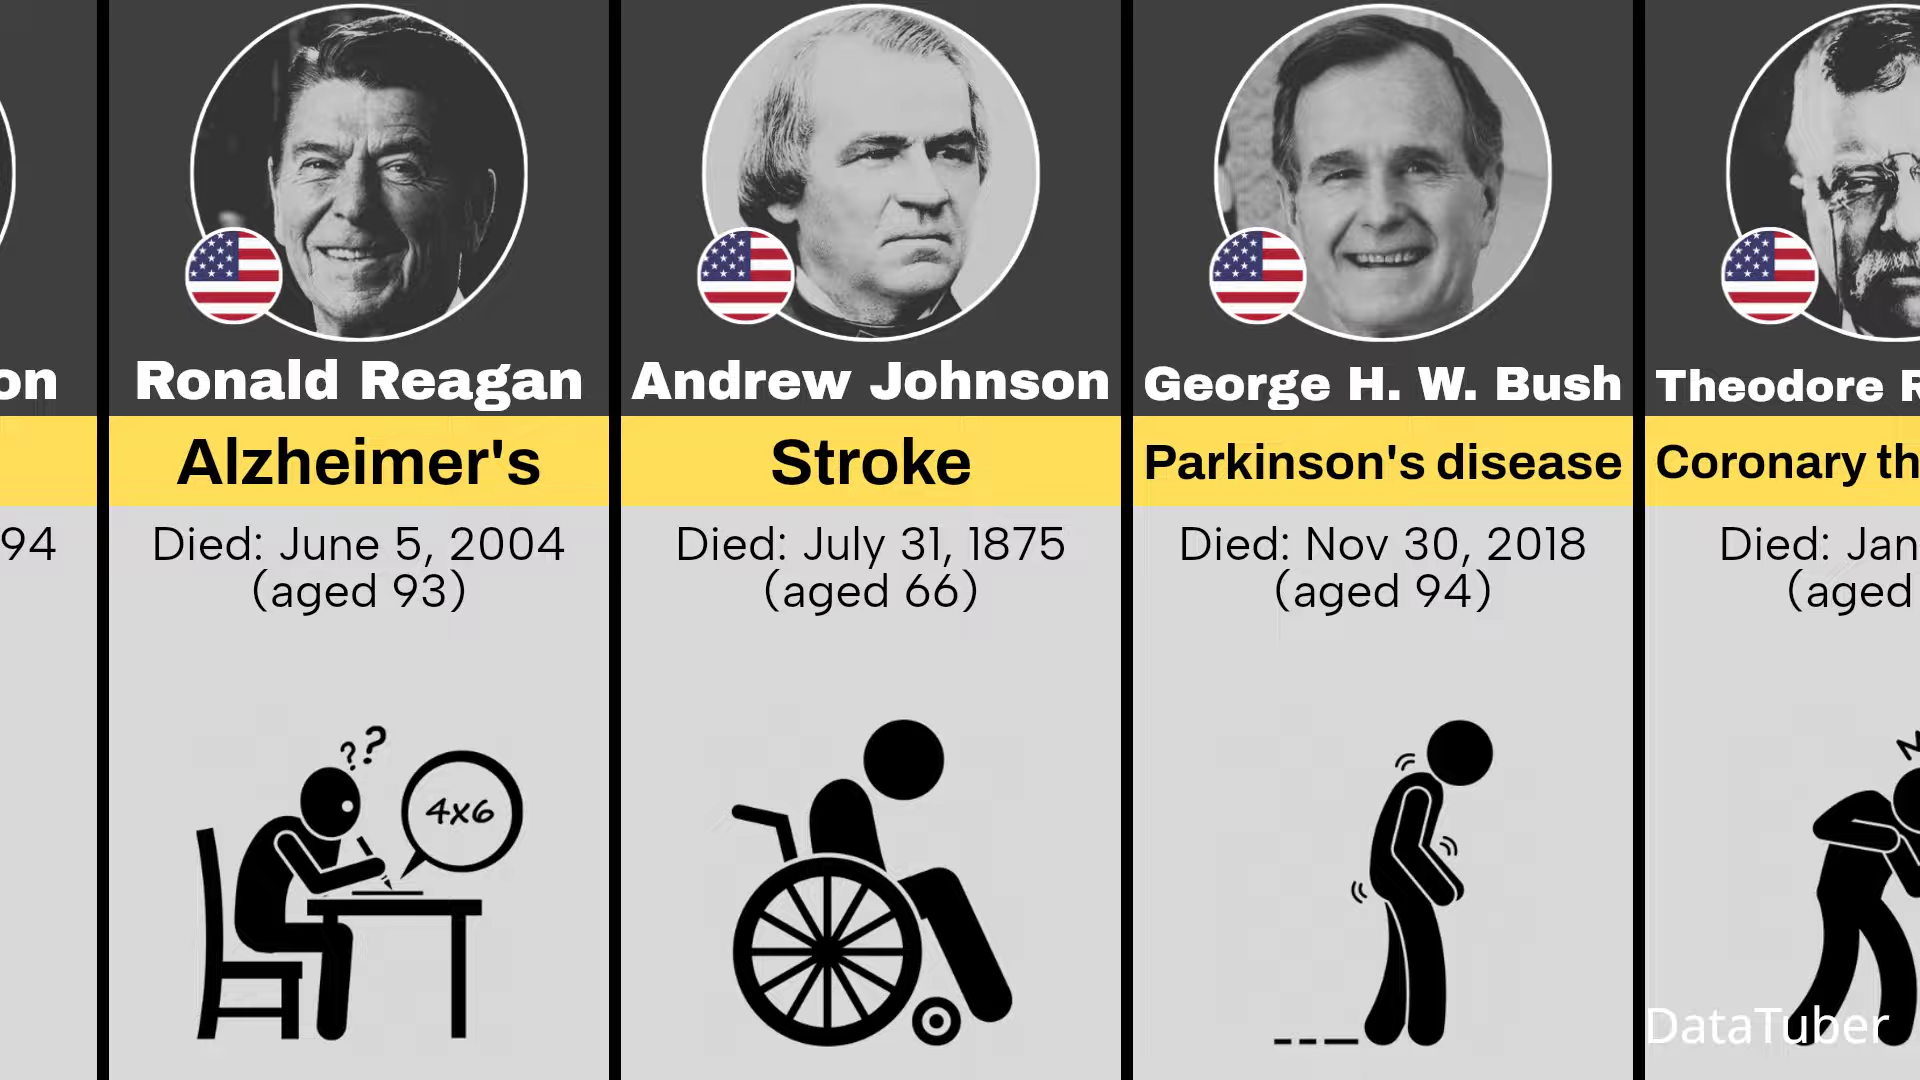 on
94
Ronald Reagan
Alzheimer's
Died: June 5, 2004
(aged 93)
??
4x6
Andrew Johnson
Stroke
Died: July 31, 1875
(aged 66)
George H. W. Bush
Parkinson's disease
Died: Nov 30, 2018
(aged 94)
Theodore R
Coronary th
Died: Jan
(aged
DataTuber